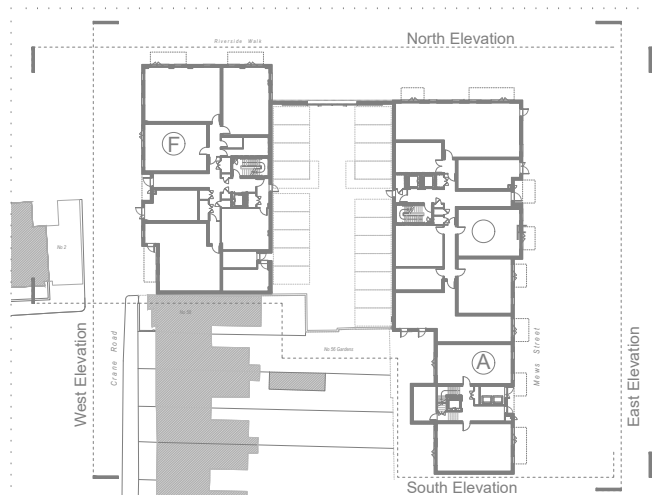 Riverside Walk
North Elevation
F
No 2
No 98
No 96 Gardens
A
Crane Road
Mews Street
West Elevation
East Elevation
South Elevation